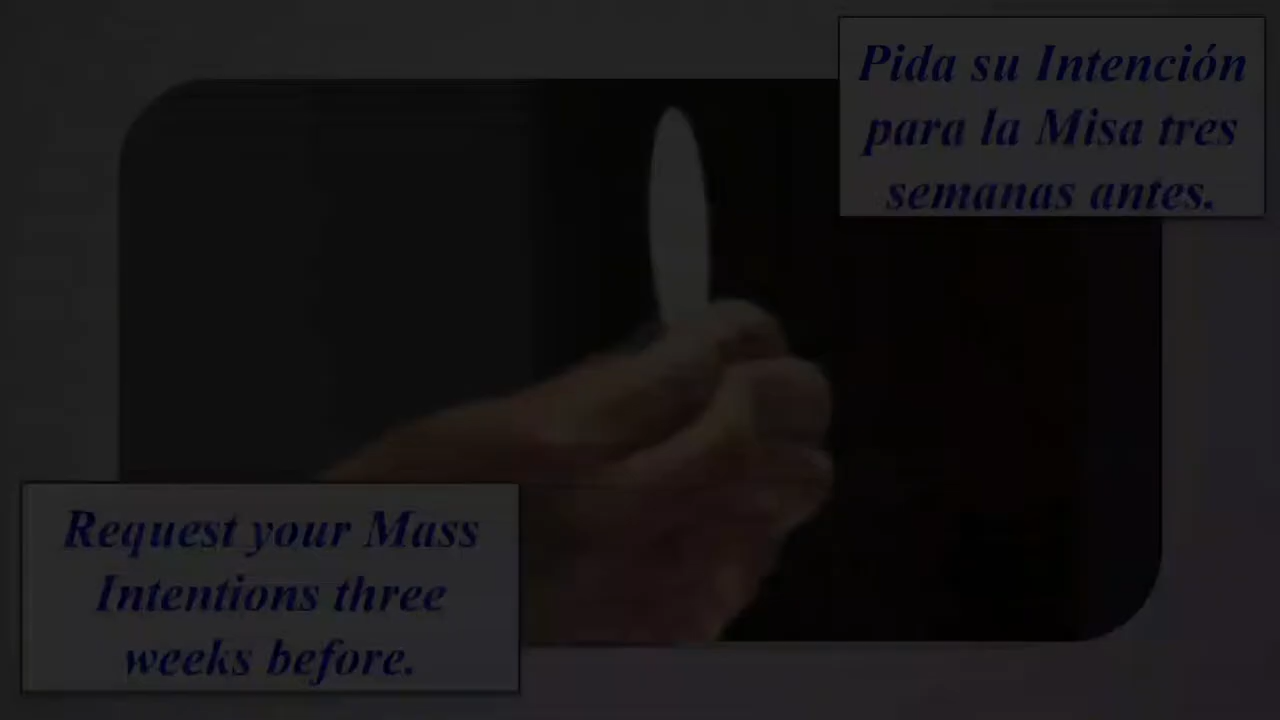 Pida su Intención
para la Misa tres
semanas antes.
Request your Mass
Intentions three
weeks before.